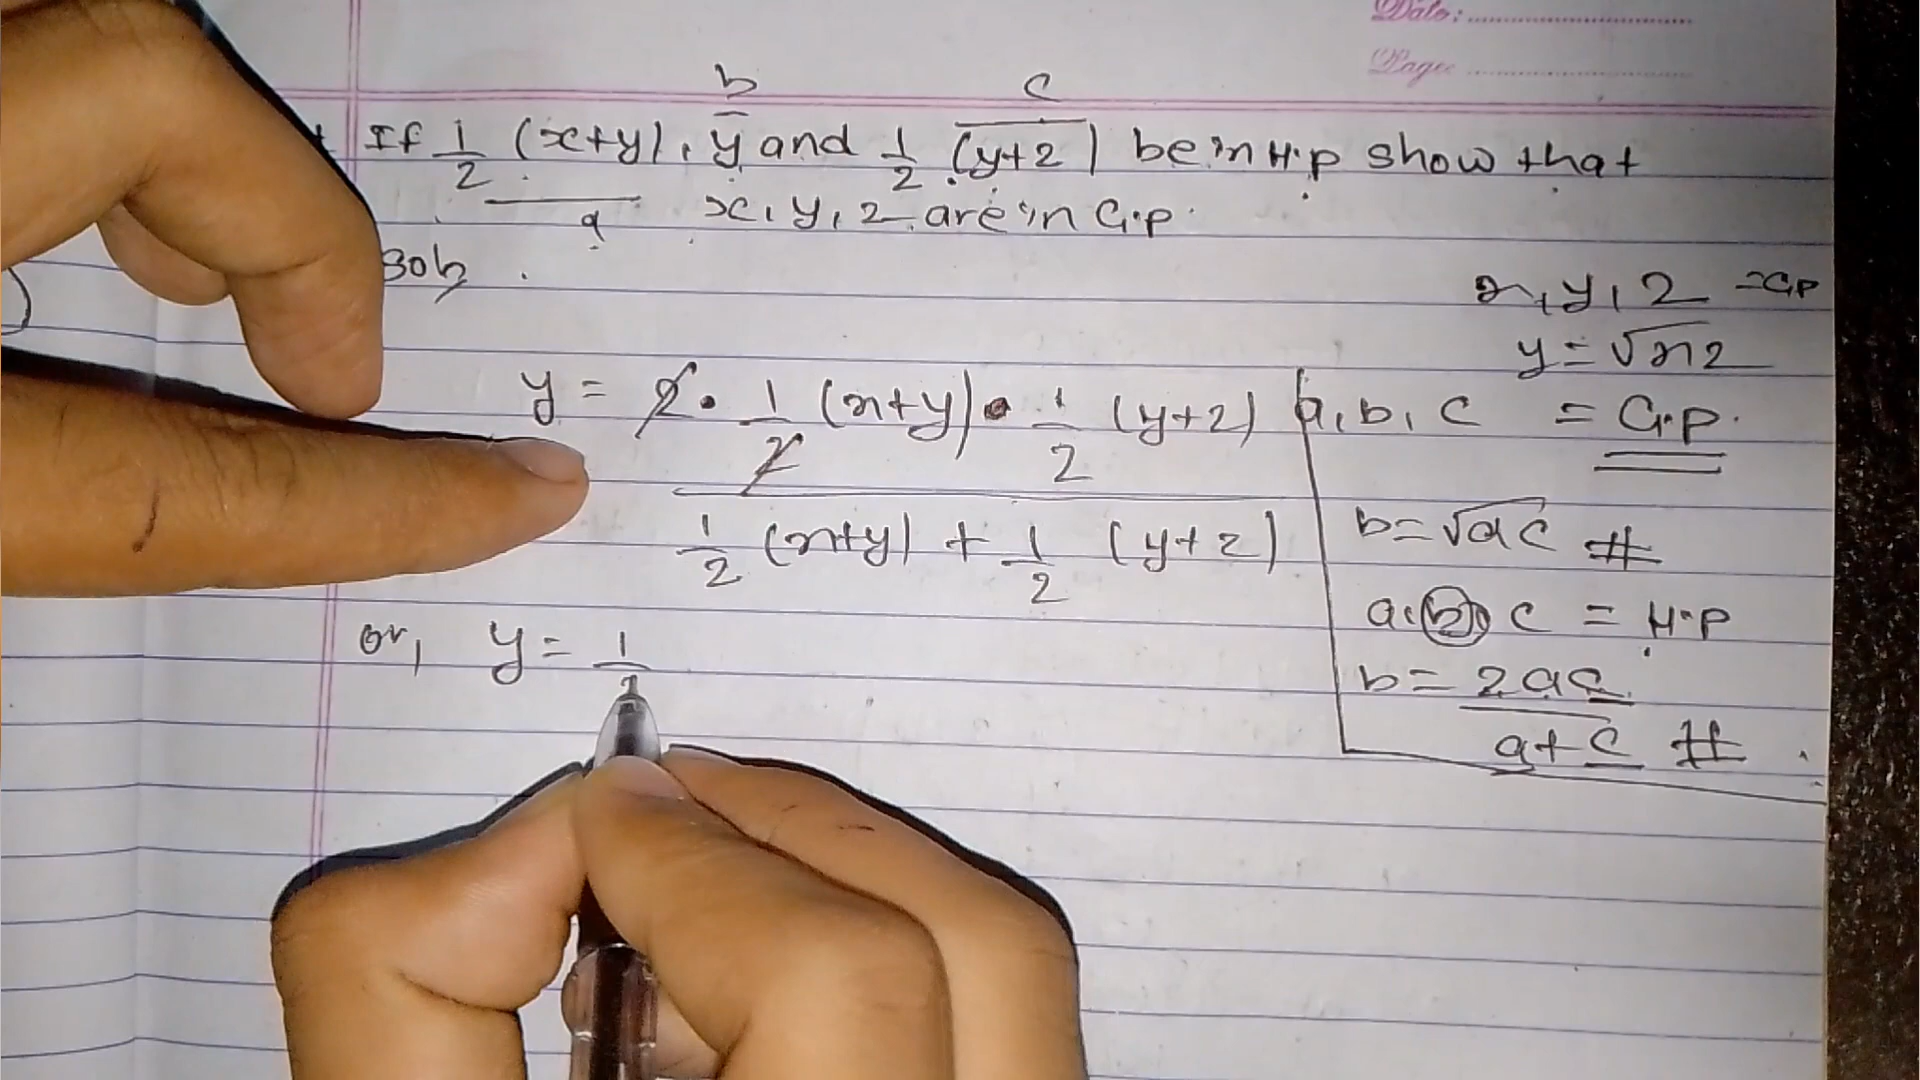 Date:
Page:
b c
If 1/2 (x+y), y and 1/2 (y+z) be in H.p show that
a x, y, z are in G.p.
Soln
x, y, z = GP
y = √xz
y = 2 · 1/2 (x+y) · 1/2 (y+z)
1/2 (x+y) + 1/2 (y+z)
a, b, c = G.p.
b = √ac #
a, b, c = H.p
b = 2ac
a+c #
or, y = 1